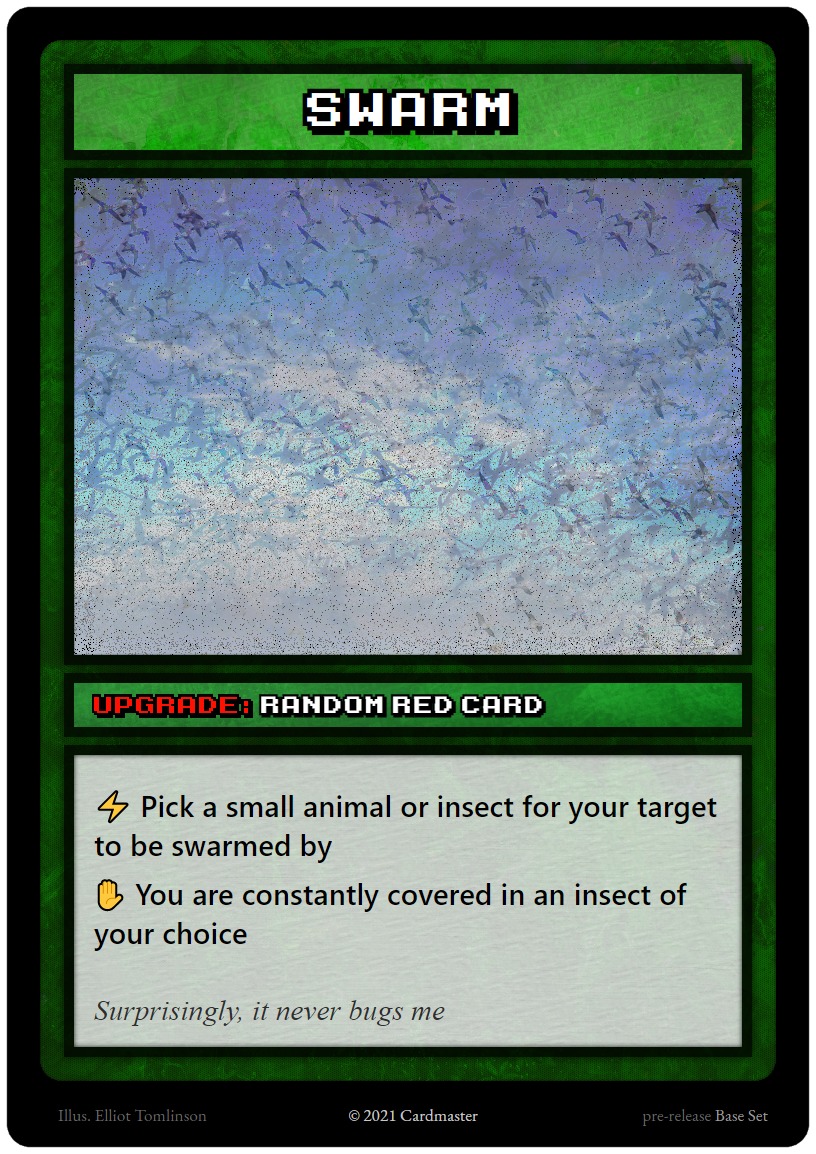 SWARM
UPGRADE: RANDOM RED CARD
⚡ Pick a small animal or insect for your target
to be swarmed by
✋ You are constantly covered in an insect of
your choice
Surprisingly, it never bugs me
Illus. Elliot Tomlinson © 2021 Cardmaster pre-release Base Set